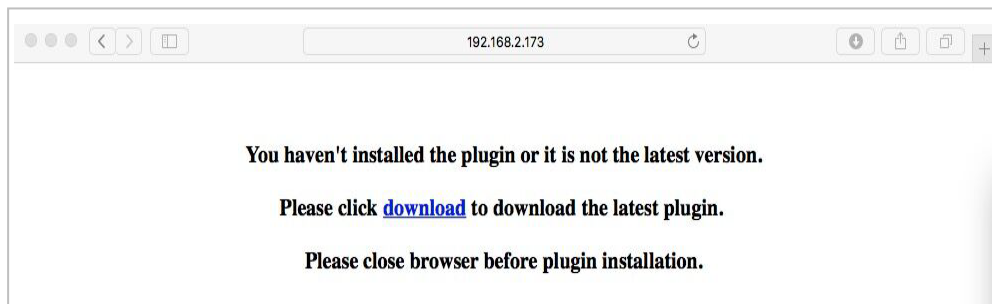 192.168.2.173
You haven't installed the plugin or it is not the latest version.
Please click download to download the latest plugin.
Please close browser before plugin installation.